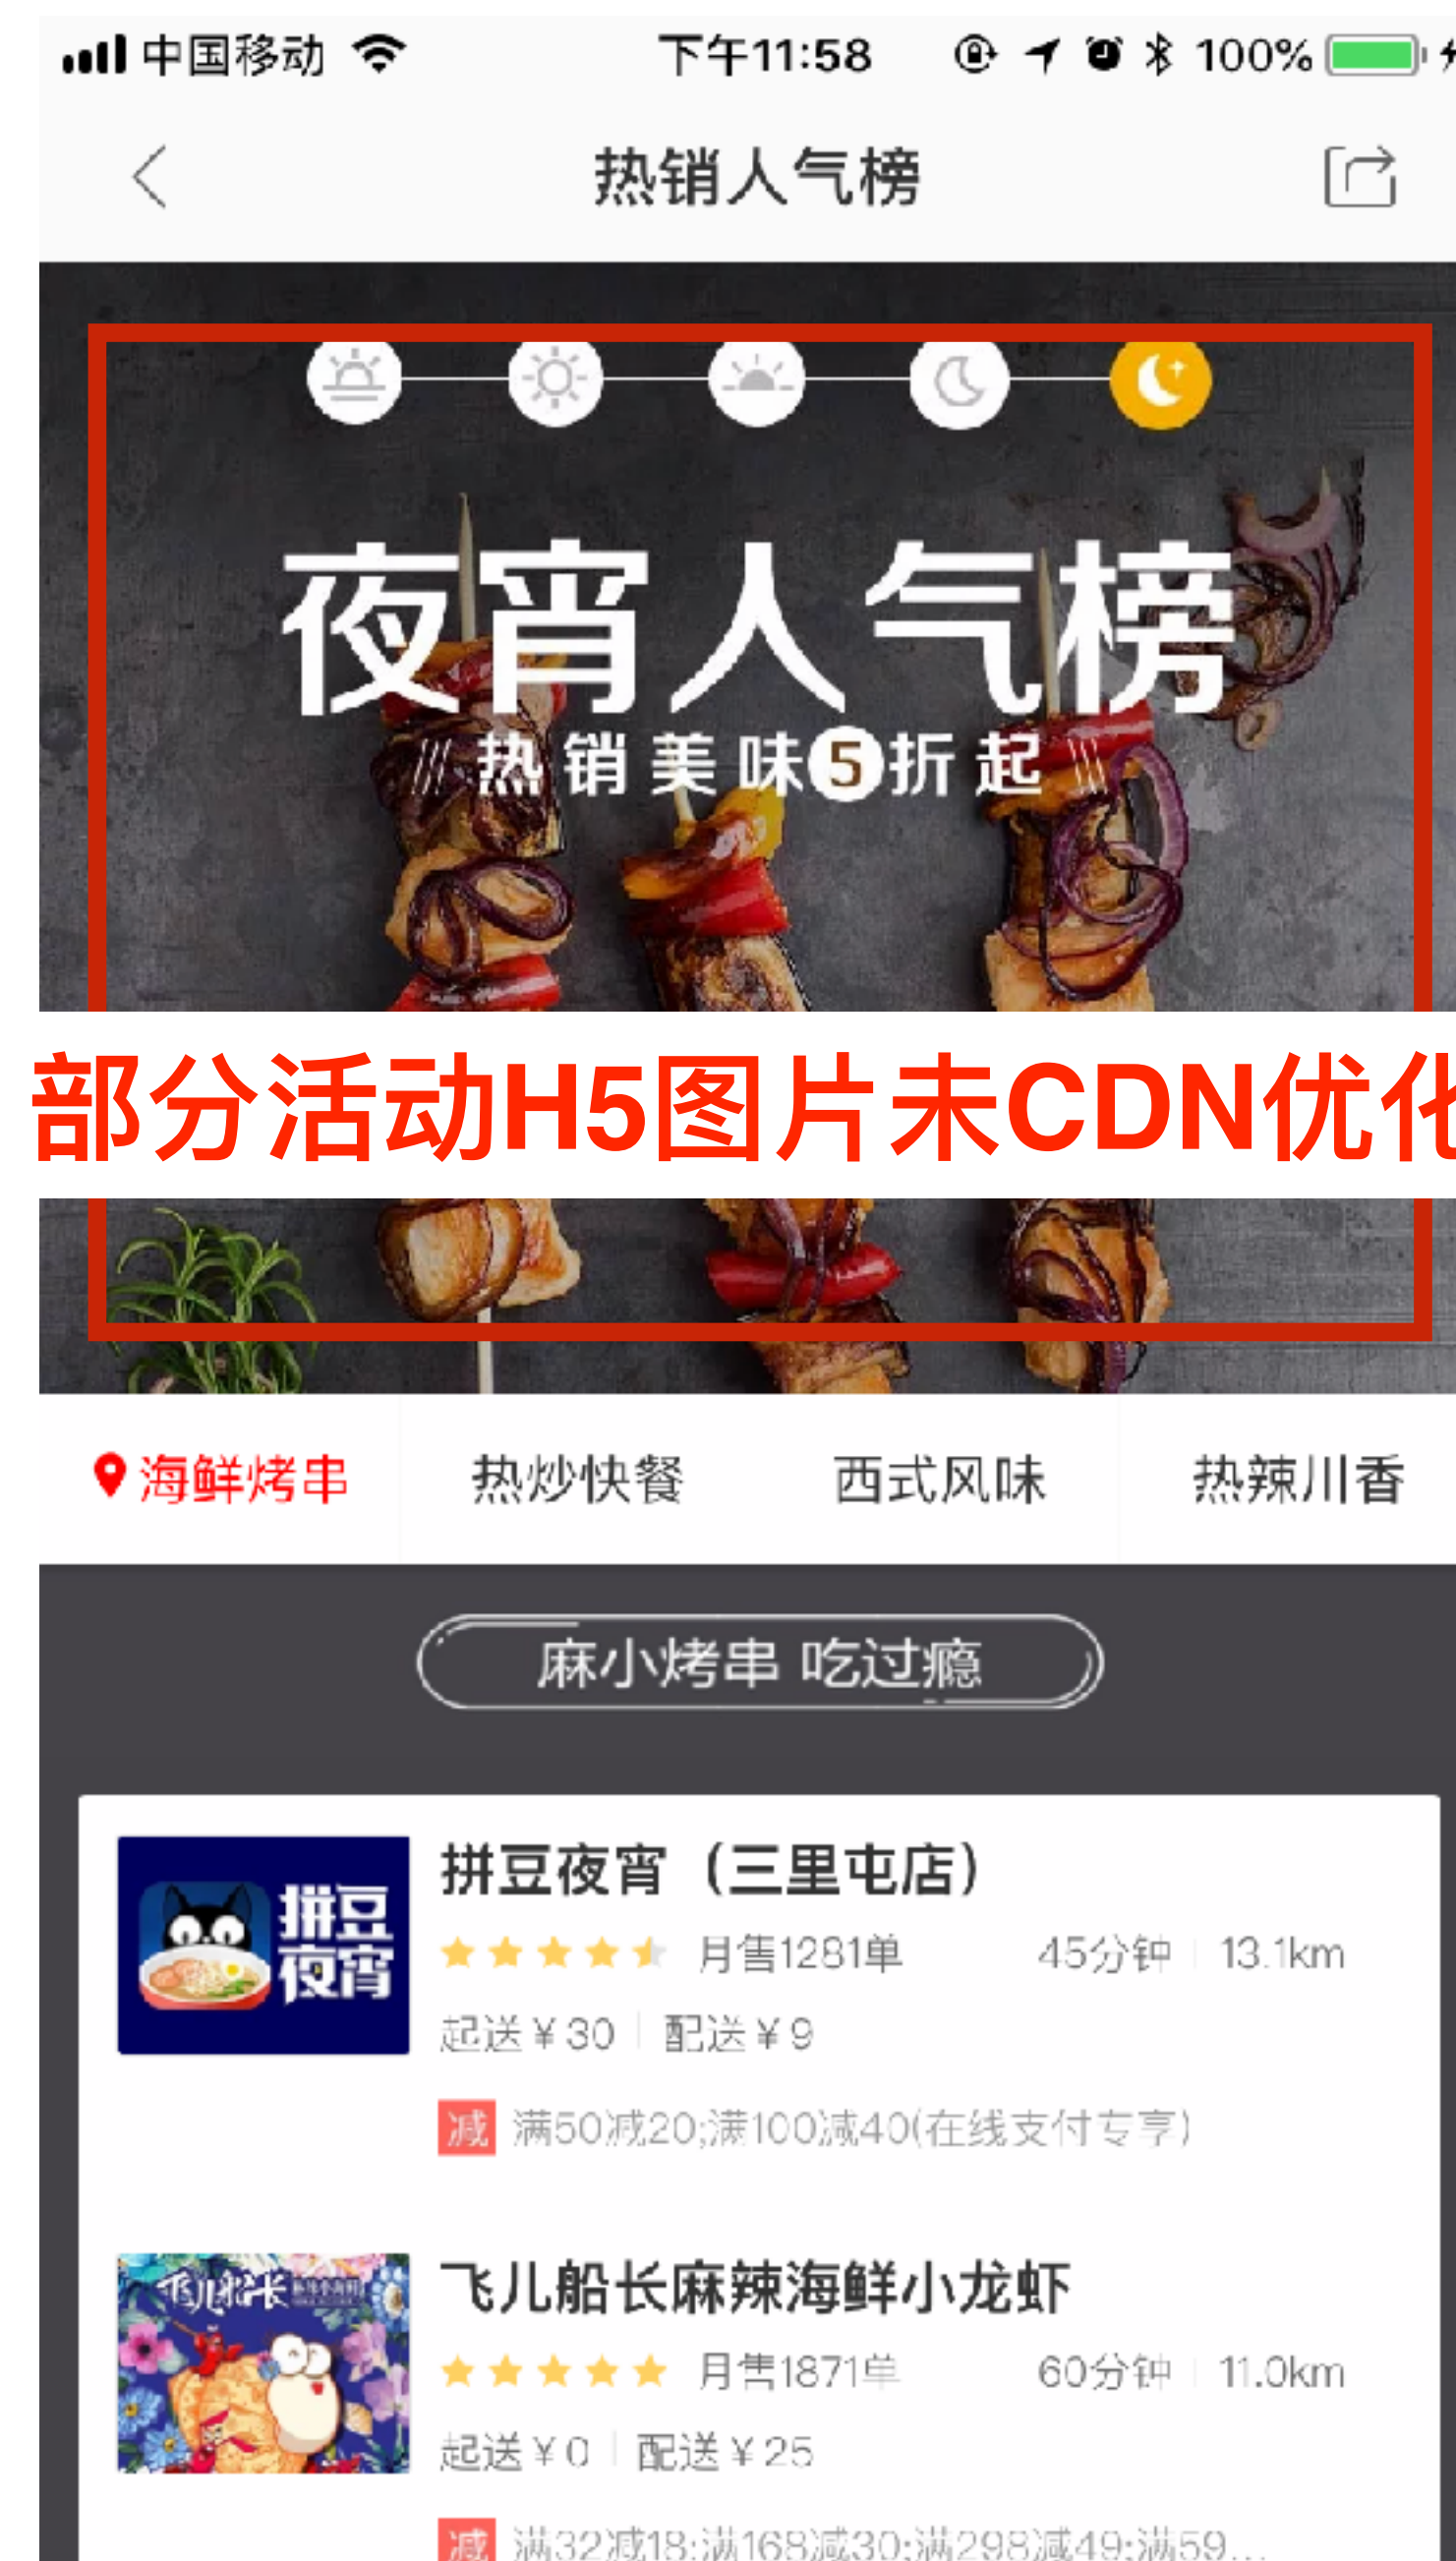 中国移动 下午11:58 100%
热销人气榜
夜宵人气榜
热销美味5折起
部分活动H5图片未CDN优化
海鲜烤串 热炒快餐 西式风味 热辣川香
麻小烤串 吃过瘾
拼豆夜宵
拼豆夜宵（三里屯店）
月售1281单 45分钟 13.1km
起送¥30 配送¥9
减 满50减20;满100减40(在线支付专享)
飞儿船长
飞儿船长麻辣海鲜小龙虾
月售1871单 60分钟 11.0km
起送¥0 配送¥25
减 满32减18;满168减30;满298减49;满59...